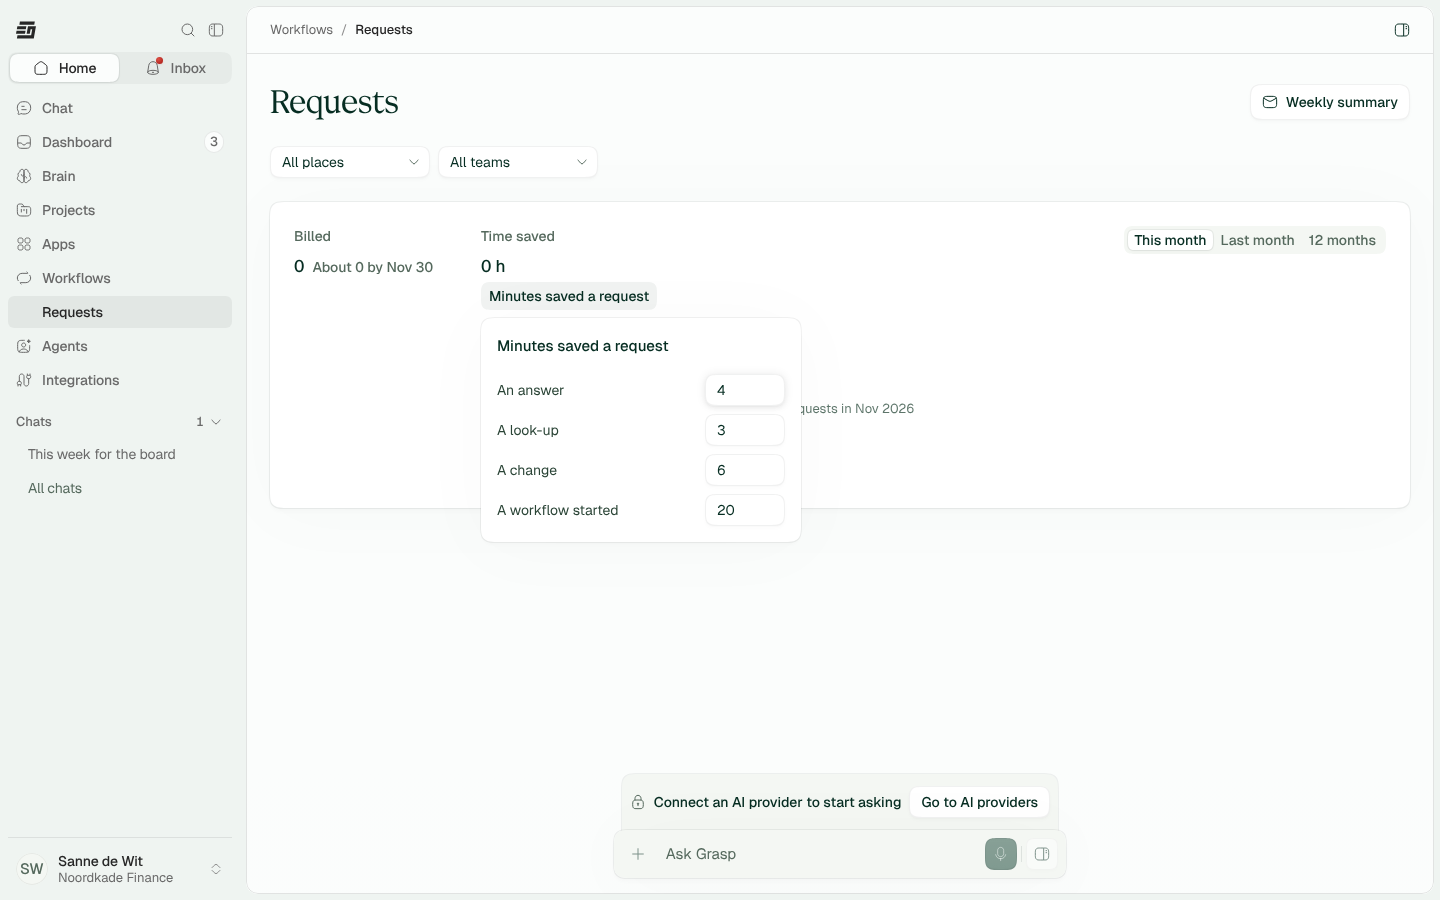 Workflows / Requests
Home
Inbox
Chat
Dashboard 3
Brain
Projects
Apps
Workflows
Requests
Agents
Integrations
Chats 1
This week for the board
All chats
SW
Sanne de Wit
Noordkade Finance
Requests
Weekly summary
All places
All teams
Billed
0 About 0 by Nov 30
Time saved
0 h
Minutes saved a request
This month
Last month
12 months
Minutes saved a request
An answer 4
A look-up 3
A change 6
A workflow started 20
in Nov 2026
Connect an AI provider to start asking
Go to AI providers
Ask Grasp